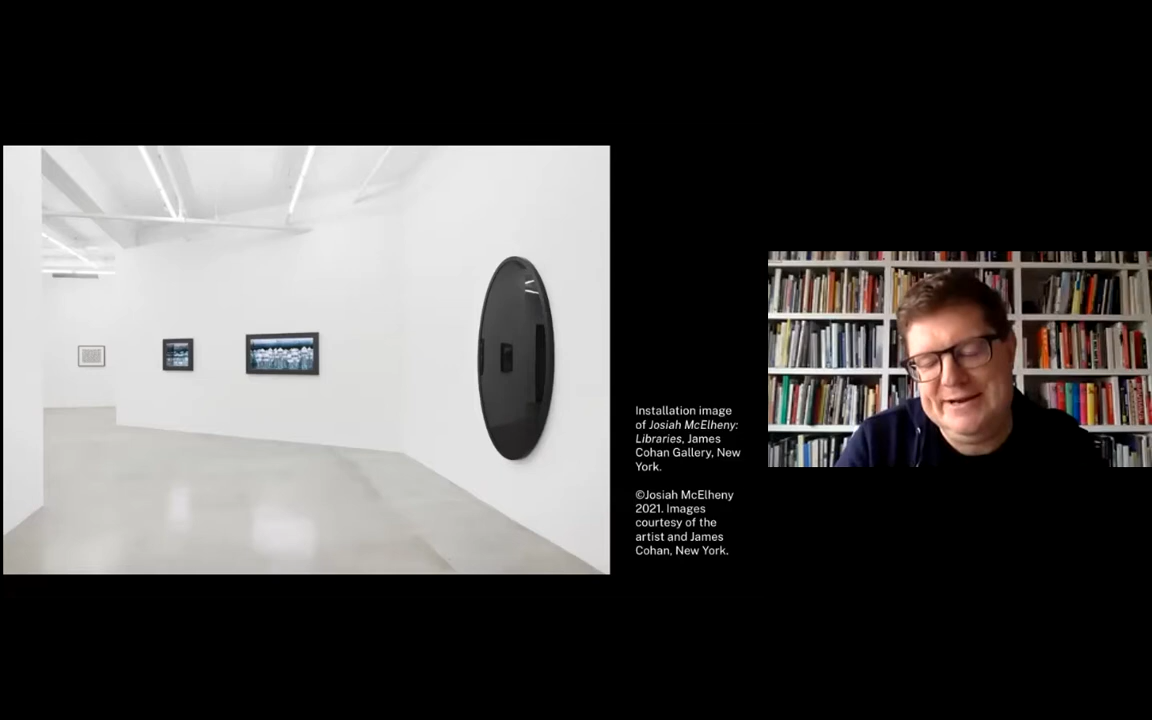 Installation image
of Josiah McElheny:
Libraries, James
Cohan Gallery, New
York.
©Josiah McElheny
2021. Images
courtesy of the
artist and James
Cohan, New York.